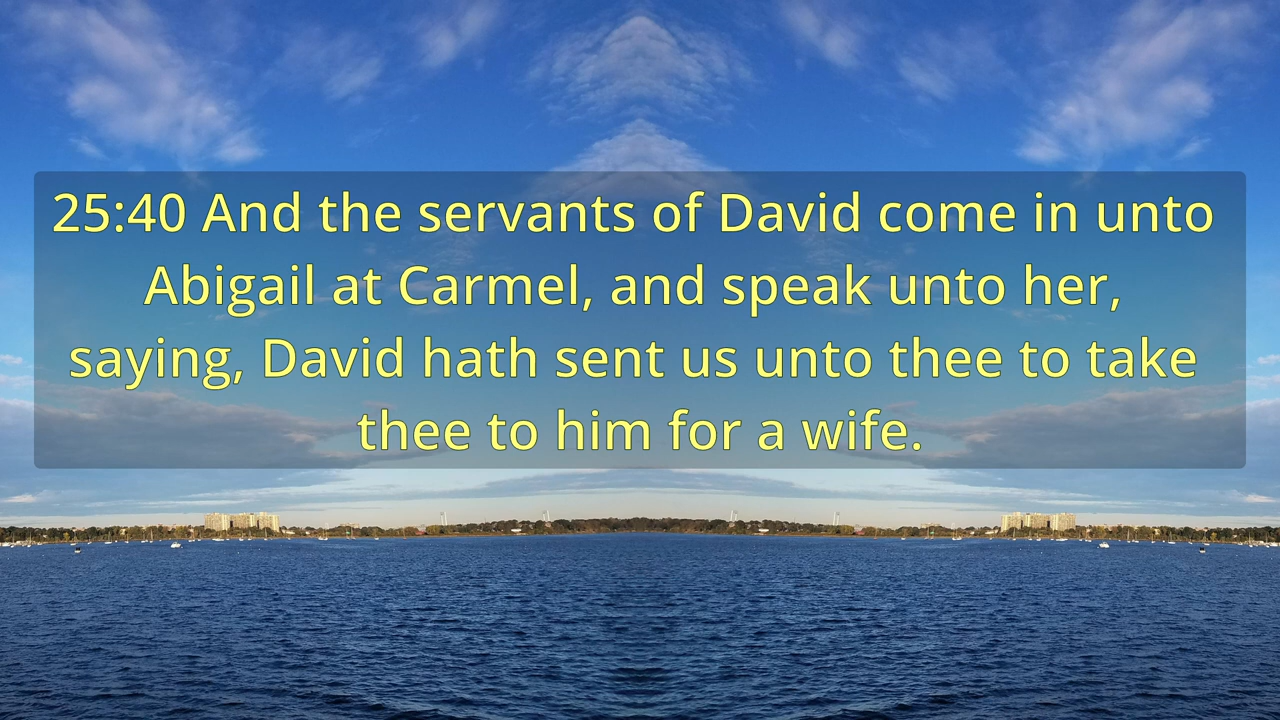 25:40 And the servants of David come in unto
Abigail at Carmel, and speak unto her,
saying, David hath sent us unto thee to take
thee to him for a wife.